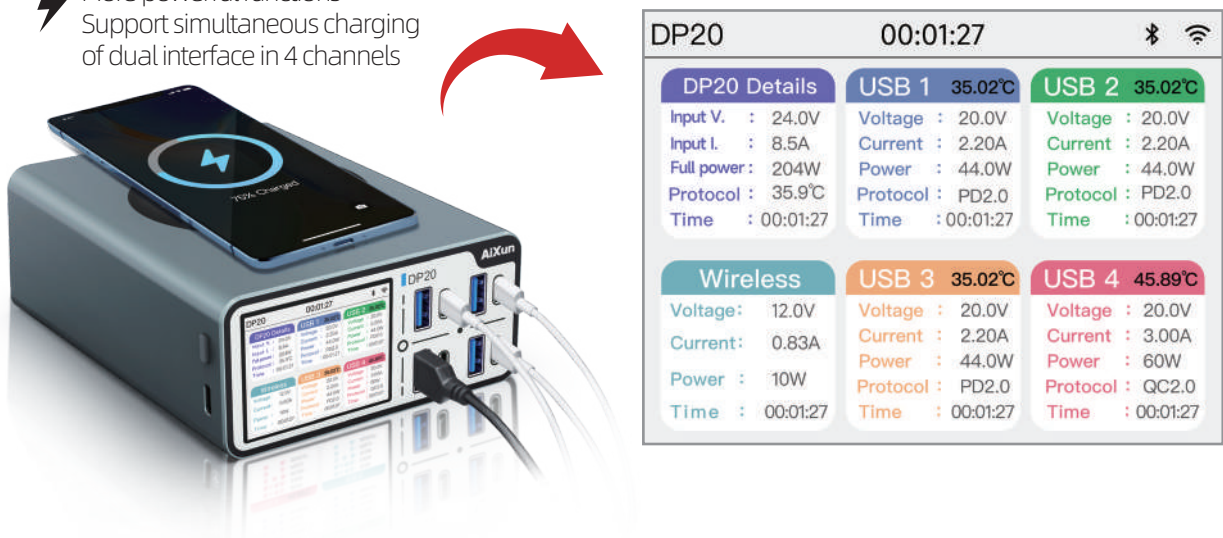 More powerful functions
Support simultaneous charging
of dual interface in 4 channels
75% Charged
AiXun
DP20
DP20 00:01:27
DP20 Details
Input V. : 24.0V
Input I. : 8.5A
Full power : 204W
Protocol : 35.9℃
Time : 00:01:27
USB 1 35.02℃
Voltage : 20.0V
Current : 2.20A
Power : 44.0W
Protocol : PD2.0
Time : 00:01:27
USB 2 35.02℃
Voltage : 20.0V
Current : 2.20A
Power : 44.0W
Protocol : PD2.0
Time : 00:01:27
Wireless
Voltage : 12.0V
Current : 0.83A
Power : 10W
Time : 00:01:27
USB 3 35.02℃
Voltage : 20.0V
Current : 2.20A
Power : 44.0W
Protocol : PD2.0
Time : 00:01:27
USB 4 45.89℃
Voltage : 20.0V
Current : 3.00A
Power : 60W
Protocol : QC2.0
Time : 00:01:27